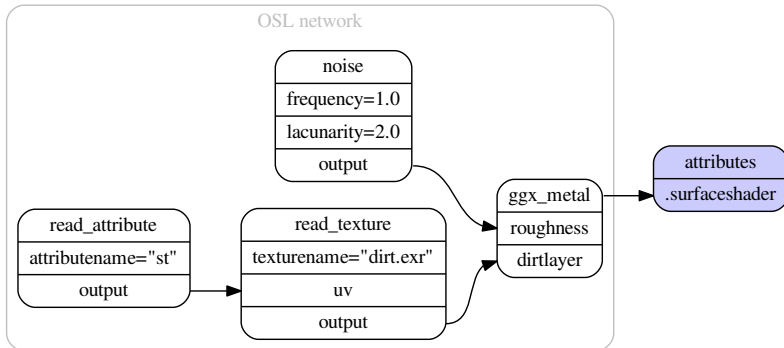 OSL network
noise
frequency=1.0
lacunarity=2.0
output
read_attribute
attributename="st"
output
read_texture
texturename="dirt.exr"
uv
output
ggx_metal
roughness
dirtlayer
attributes
.surfaceshader